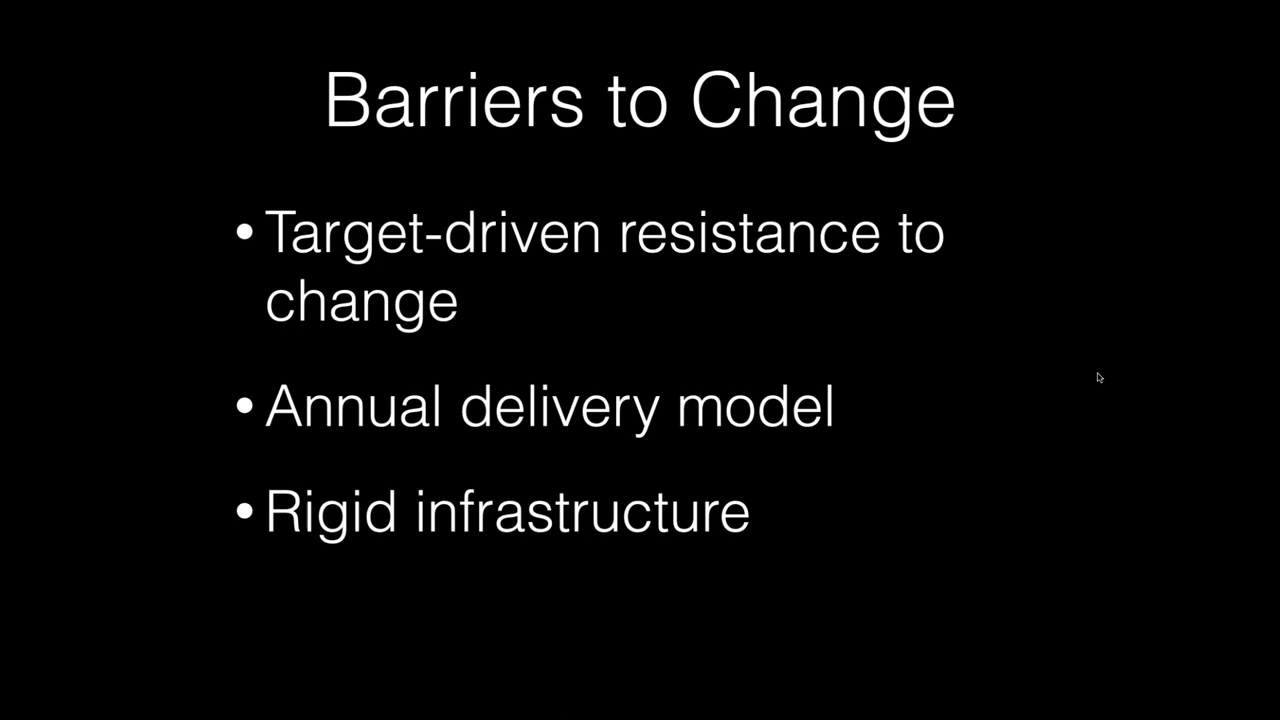 Barriers to Change
• Target-driven resistance to
change
• Annual delivery model
• Rigid infrastructure